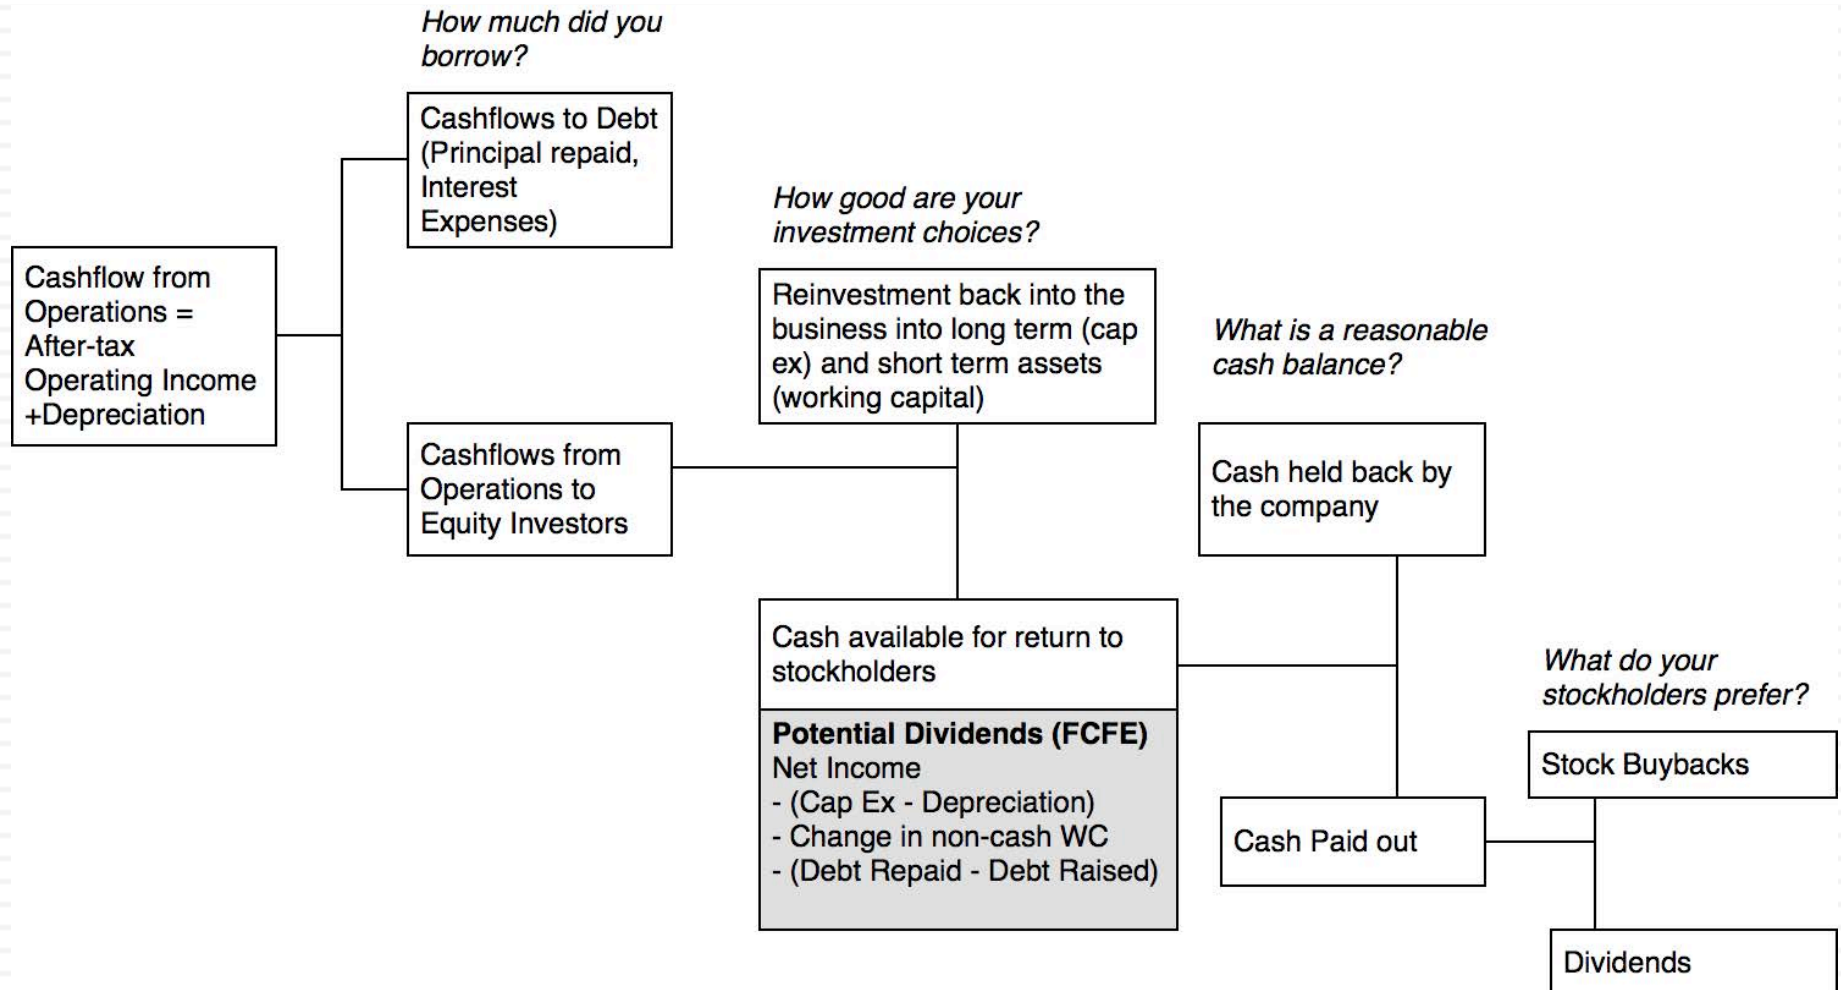 How much did you
borrow?
Cashflows to Debt
(Principal repaid,
Interest
Expenses)
How good are your
investment choices?
Cashflow from
Operations =
After-tax
Operating Income
+Depreciation
Reinvestment back into the
business into long term (cap
ex) and short term assets
(working capital)
What is a reasonable
cash balance?
Cashflows from
Operations to
Equity Investors
Cash held back by
the company
Cash available for return to
stockholders
What do your
stockholders prefer?
Potential Dividends (FCFE)
Net Income
- (Cap Ex - Depreciation)
- Change in non-cash WC
- (Debt Repaid - Debt Raised)
Stock Buybacks
Cash Paid out
Dividends